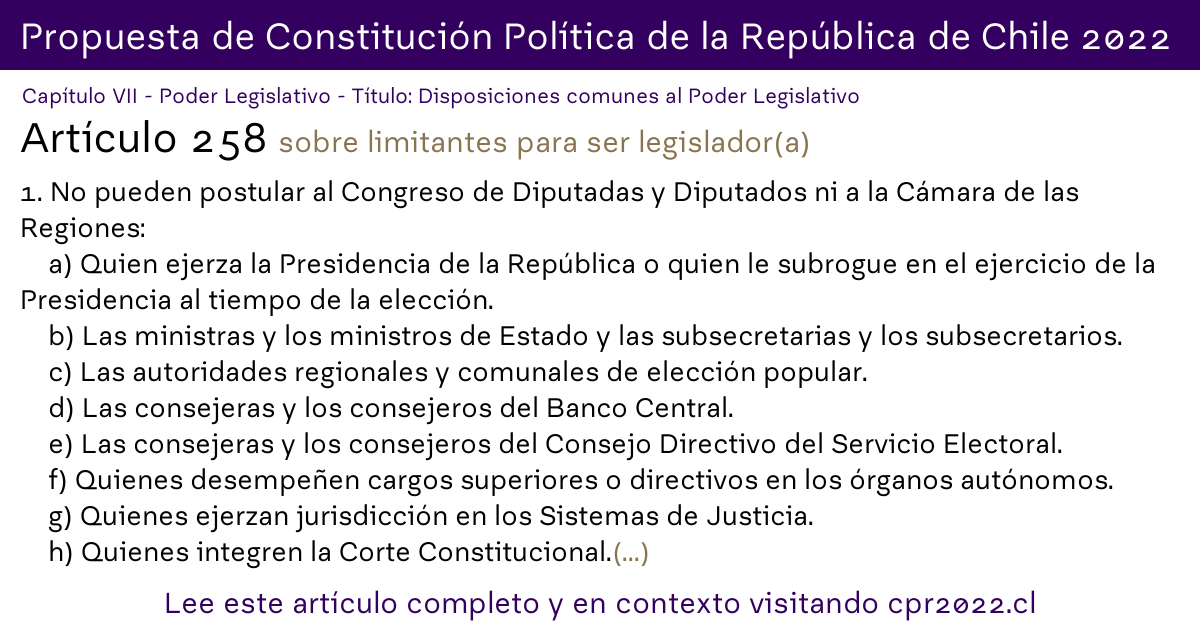 Propuesta de Constitución Política de la República de Chile 2022
Capítulo VII - Poder Legislativo - Título: Disposiciones comunes al Poder Legislativo
Artículo 258 sobre limitantes para ser legislador(a)
1. No pueden postular al Congreso de Diputadas y Diputados ni a la Cámara de las
Regiones:
a) Quien ejerza la Presidencia de la República o quien le subrogue en el ejercicio de la
Presidencia al tiempo de la elección.
b) Las ministras y los ministros de Estado y las subsecretarias y los subsecretarios.
c) Las autoridades regionales y comunales de elección popular.
d) Las consejeras y los consejeros del Banco Central.
e) Las consejeras y los consejeros del Consejo Directivo del Servicio Electoral.
f) Quienes desempeñen cargos superiores o directivos en los órganos autónomos.
g) Quienes ejerzan jurisdicción en los Sistemas de Justicia.
h) Quienes integren la Corte Constitucional.(...)
Lee este artículo completo y en contexto visitando cpr2022.cl